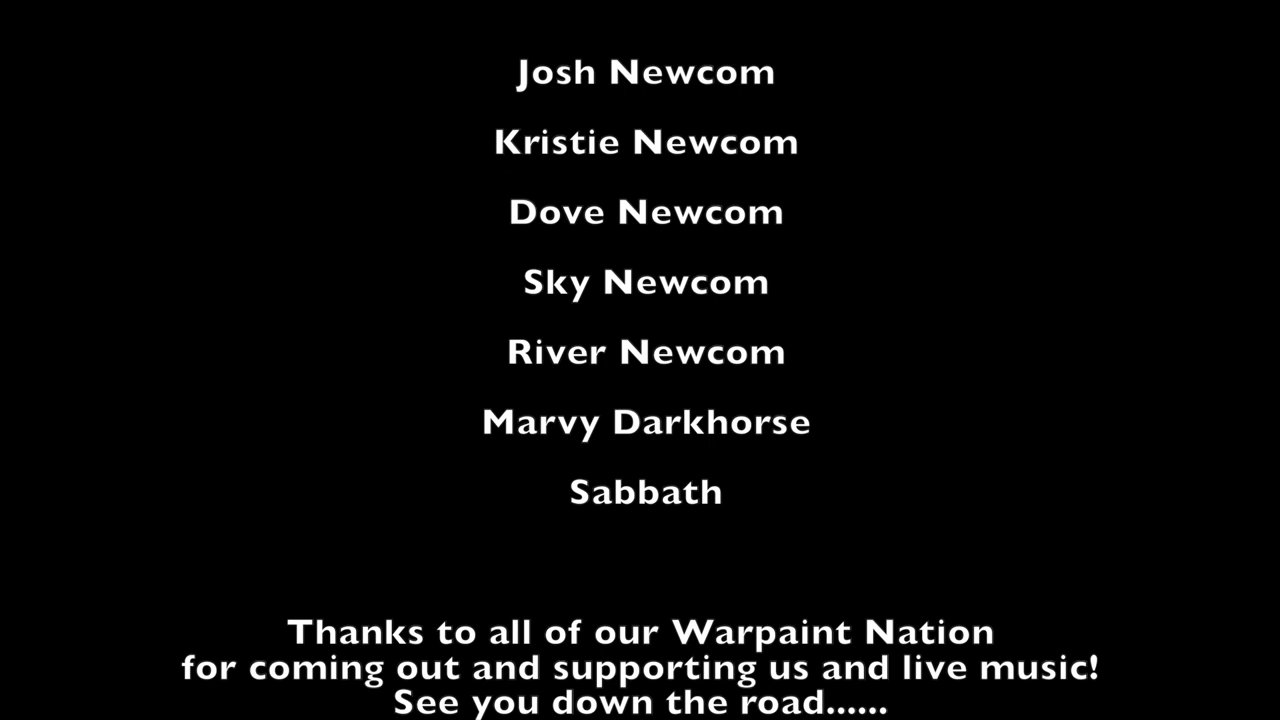 Josh Newcom
Kristie Newcom
Dove Newcom
Sky Newcom
River Newcom
Marvy Darkhorse
Sabbath
Thanks to all of our Warpaint Nation
for coming out and supporting us and live music!
See you down the road......